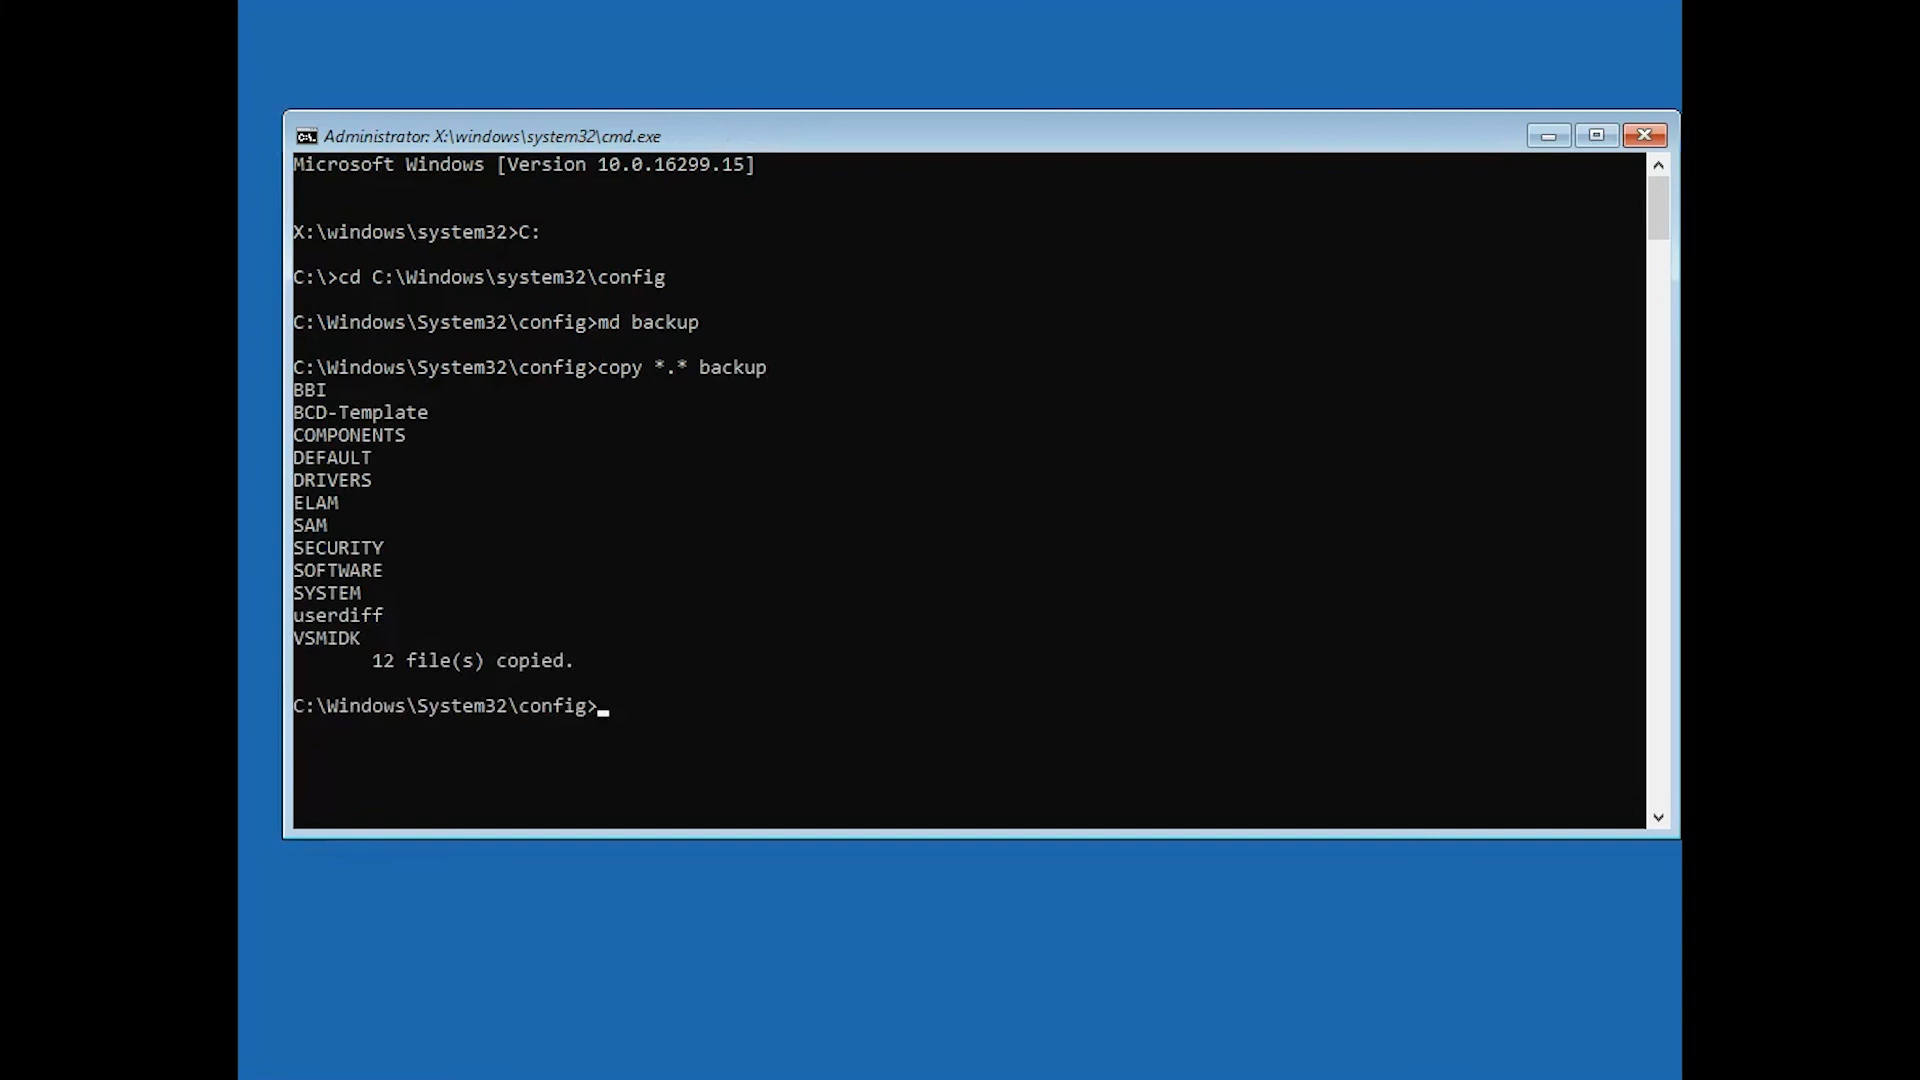 Administrator: X:\windows\system32\cmd.exe
Microsoft Windows [Version 10.0.16299.15]
X:\windows\system32>C:
C:\>cd C:\Windows\system32\config
C:\Windows\System32\config>md backup
C:\Windows\System32\config>copy *.* backup
BBI
BCD-Template
COMPONENTS
DEFAULT
DRIVERS
ELAM
SAM
SECURITY
SOFTWARE
SYSTEM
userdiff
VSMIDK
12 file(s) copied.
C:\Windows\System32\config>